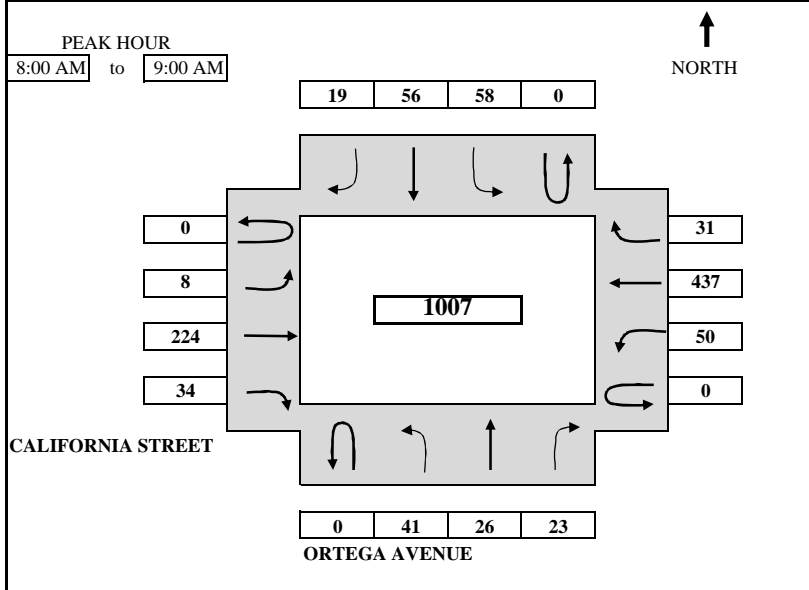 PEAK HOUR
8:00 AM to 9:00 AM
NORTH
19 56 58 0
0 31
8 437
1007
224 50
34 0
CALIFORNIA STREET
0 41 26 23
ORTEGA AVENUE